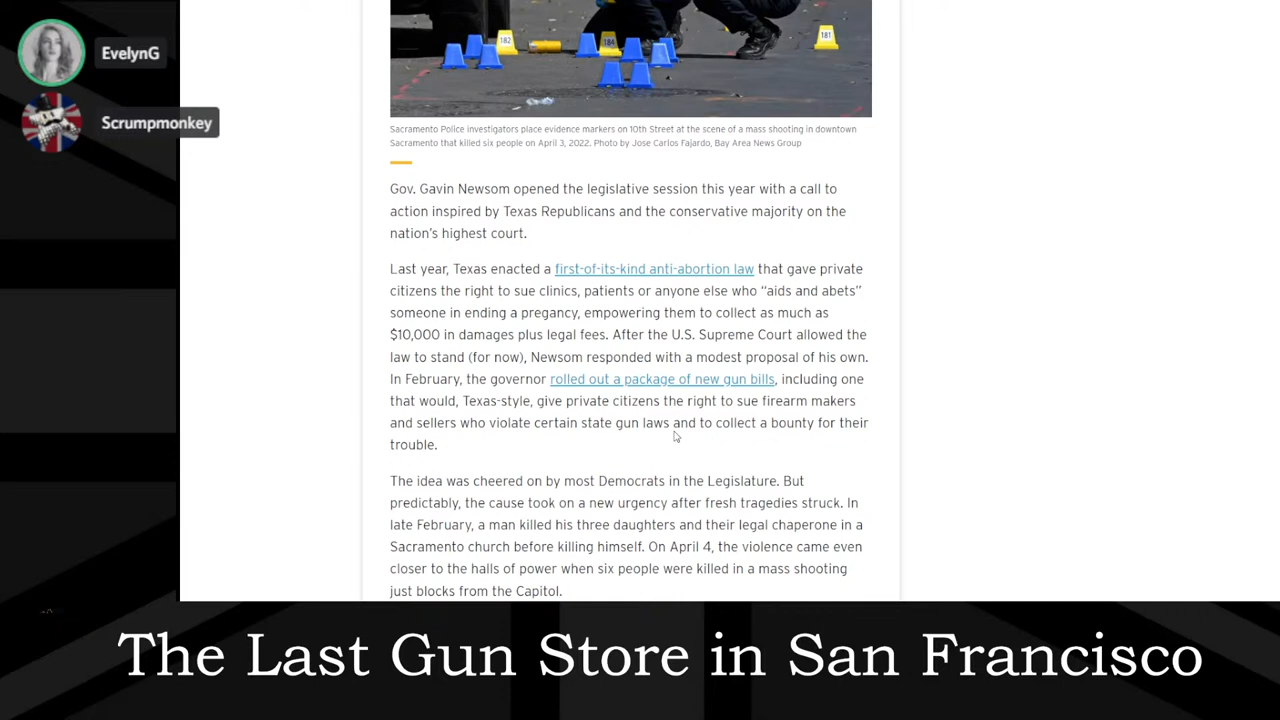 EvelynG
Scrumpmonkey
182
184
181
Sacramento Police investigators place evidence markers on 10th Street at the scene of a mass shooting in downtown
Sacramento that killed six people on April 3, 2022. Photo by Jose Carlos Fajardo, Bay Area News Group
Gov. Gavin Newsom opened the legislative session this year with a call to
action inspired by Texas Republicans and the conservative majority on the
nation's highest court.
Last year, Texas enacted a first-of-its-kind anti-abortion law that gave private
citizens the right to sue clinics, patients or anyone else who “aids and abets”
someone in ending a pregancy, empowering them to collect as much as
$10,000 in damages plus legal fees. After the U.S. Supreme Court allowed the
law to stand (for now), Newsom responded with a modest proposal of his own.
In February, the governor rolled out a package of new gun bills, including one
that would, Texas-style, give private citizens the right to sue firearm makers
and sellers who violate certain state gun laws and to collect a bounty for their
trouble.
The idea was cheered on by most Democrats in the Legislature. But
predictably, the cause took on a new urgency after fresh tragedies struck. In
late February, a man killed his three daughters and their legal chaperone in a
Sacramento church before killing himself. On April 4, the violence came even
closer to the halls of power when six people were killed in a mass shooting
just blocks from the Capitol.
The Last Gun Store in San Francisco